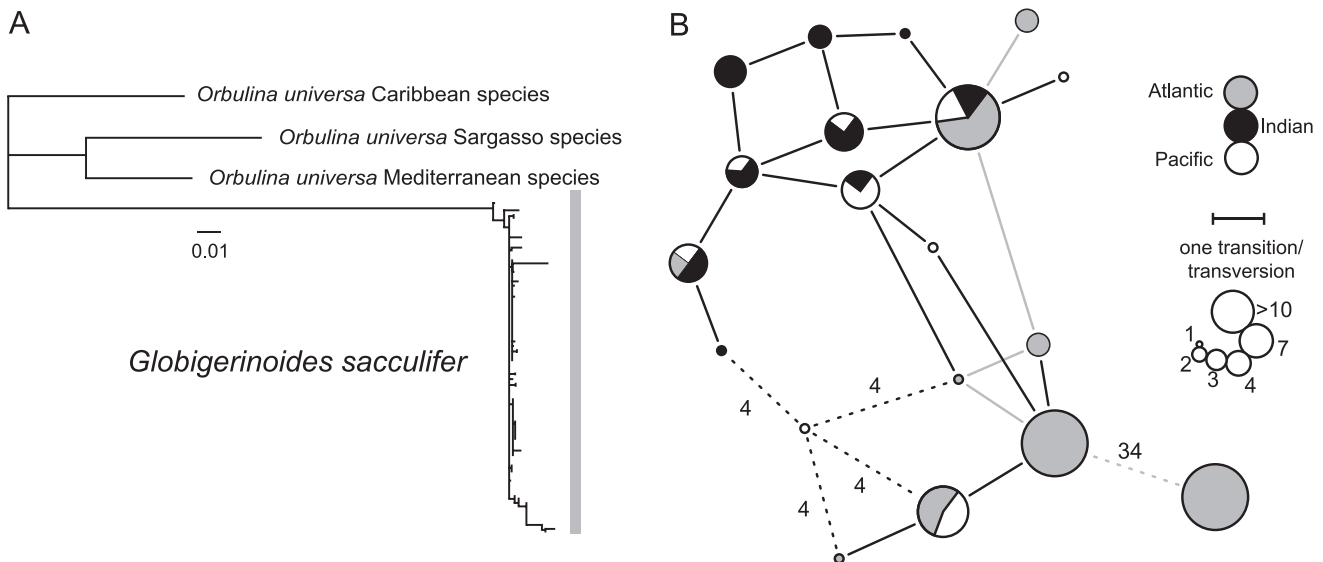 A
Orbulina universa Caribbean species
Orbulina universa Sargasso species
Orbulina universa Mediterranean species
0.01
Globigerinoides sacculifer
B
4
4
4
4
34
Atlantic
Indian
Pacific
one transition/
transversion
>10
1
7
2
3
4